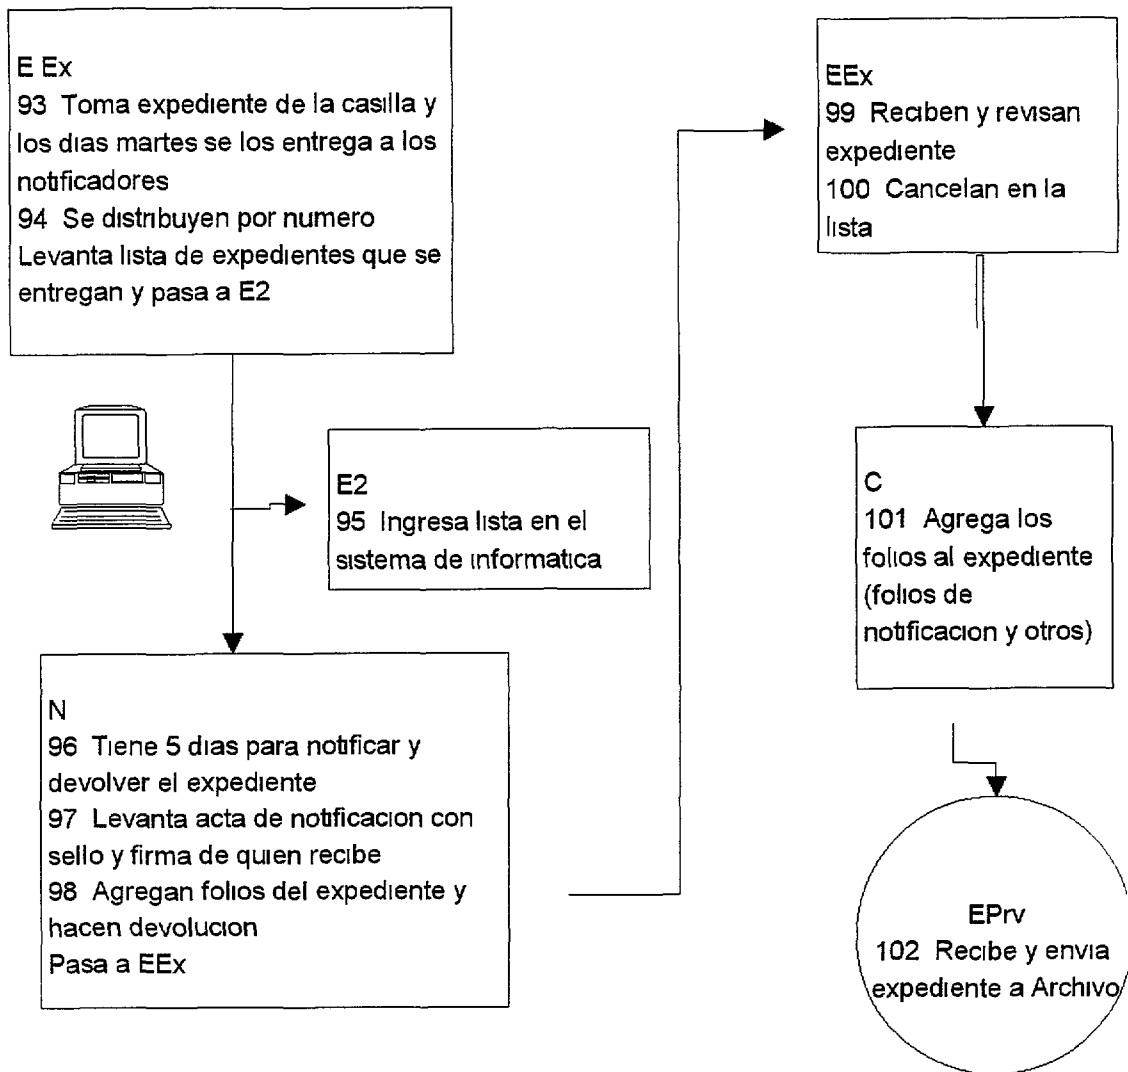 E Ex
93 Toma expediente de la casilla y
los dias martes se los entrega a los
notificadores
94 Se distribuyen por numero
Levanta lista de expedientes que se
entregan y pasa a E2
E2
95 Ingresa lista en el
sistema de informatica
N
96 Tiene 5 dias para notificar y
devolver el expediente
97 Levanta acta de notificacion con
sello y firma de quien recibe
98 Agregan folios del expediente y
hacen devolucion
Pasa a EEx
EEx
99 Reciben y revisan
expediente
100 Cancelan en la
lista
C
101 Agrega los
folios al expediente
(folios de
notificacion y otros)
EPrv
102 Recibe y envia
expediente a Archivo